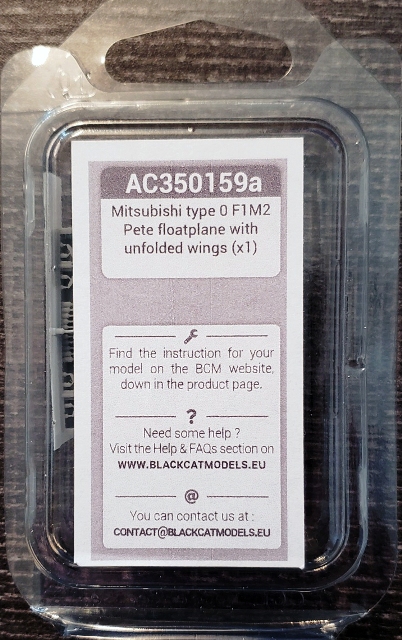 AC350159a
Mitsubishi type 0 F1M2
Pete floatplane with
unfolded wings (x1)
Find the instruction for your
model on the BCM website,
down in the product page.
?
Need some help ?
Visit the Help & FAQs section on
WWW.BLACKCATMODELS.EU
@
You can contact us at :
CONTACT@BLACKCATMODELS.EU